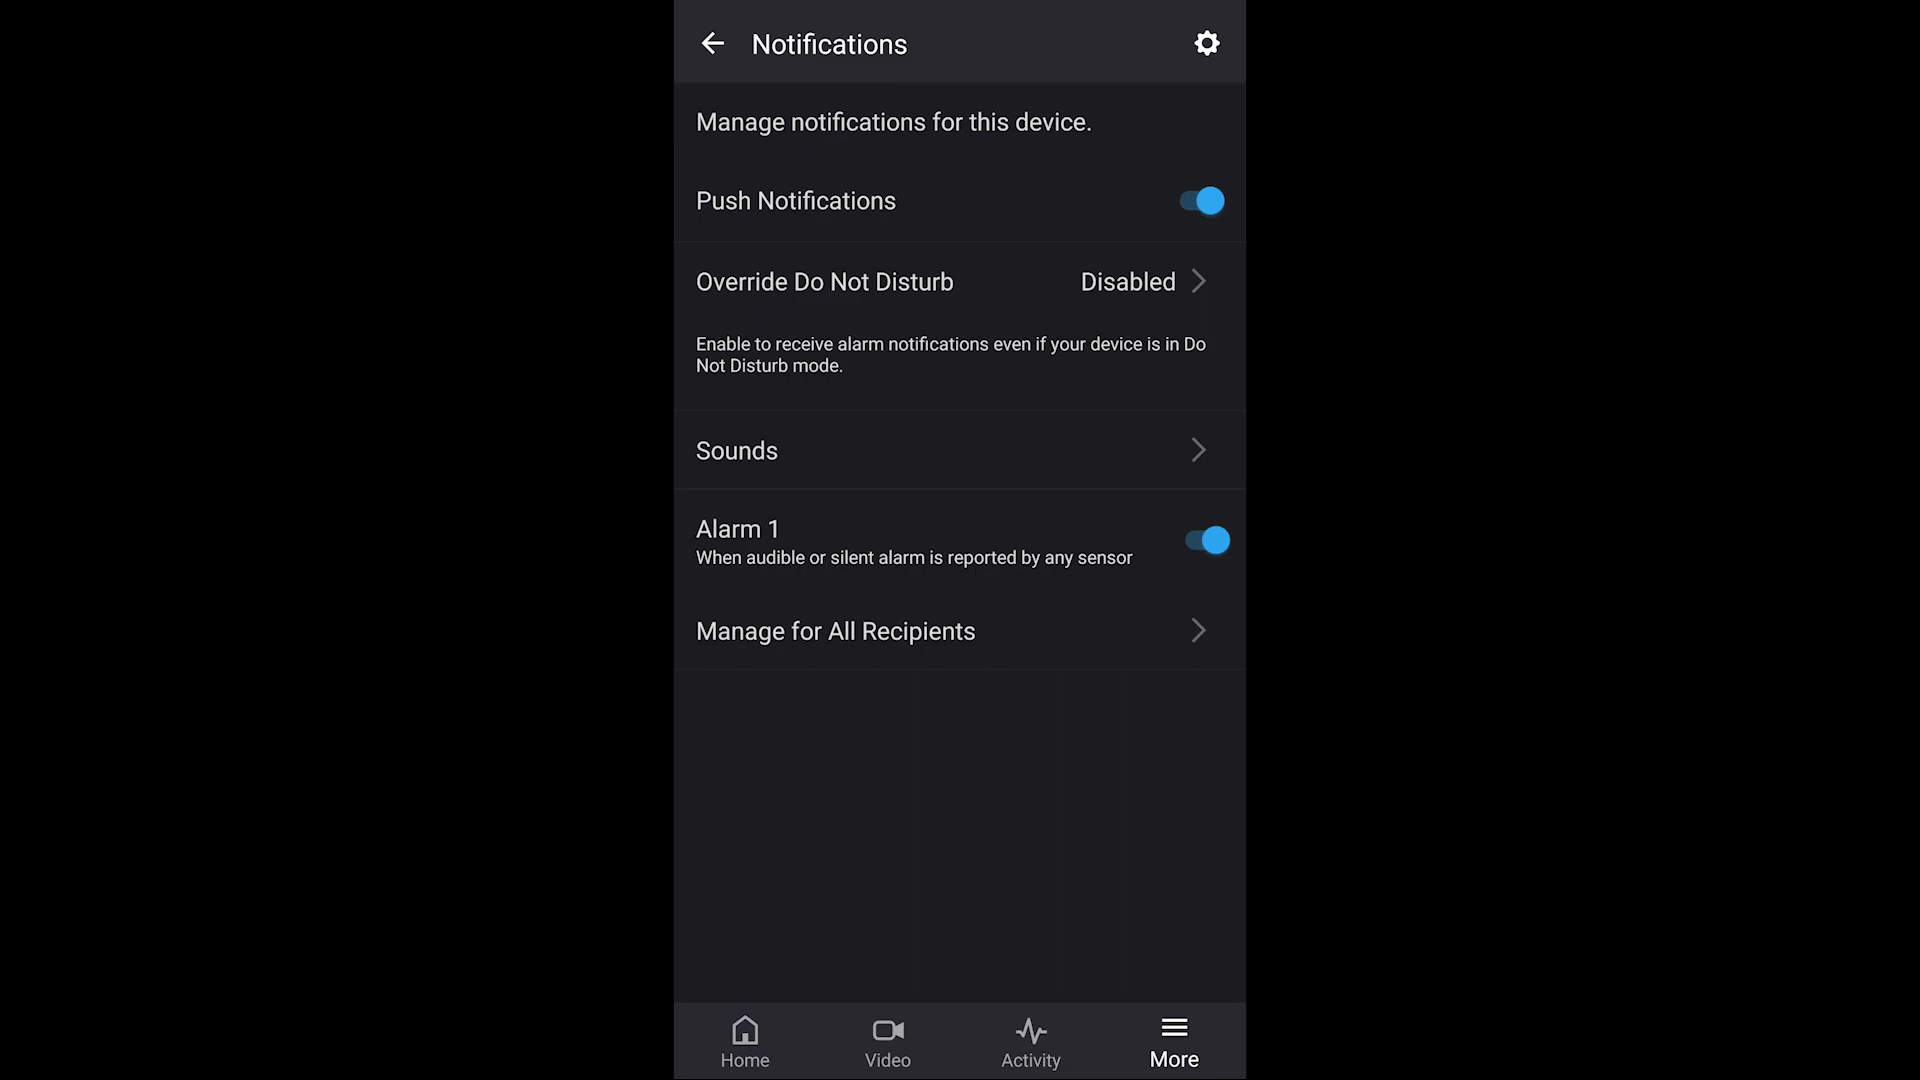 Notifications
Manage notifications for this device.
Push Notifications
Override Do Not Disturb Disabled
Enable to receive alarm notifications even if your device is in Do
Not Disturb mode.
Sounds
Alarm 1
When audible or silent alarm is reported by any sensor
Manage for All Recipients
Home Video Activity More